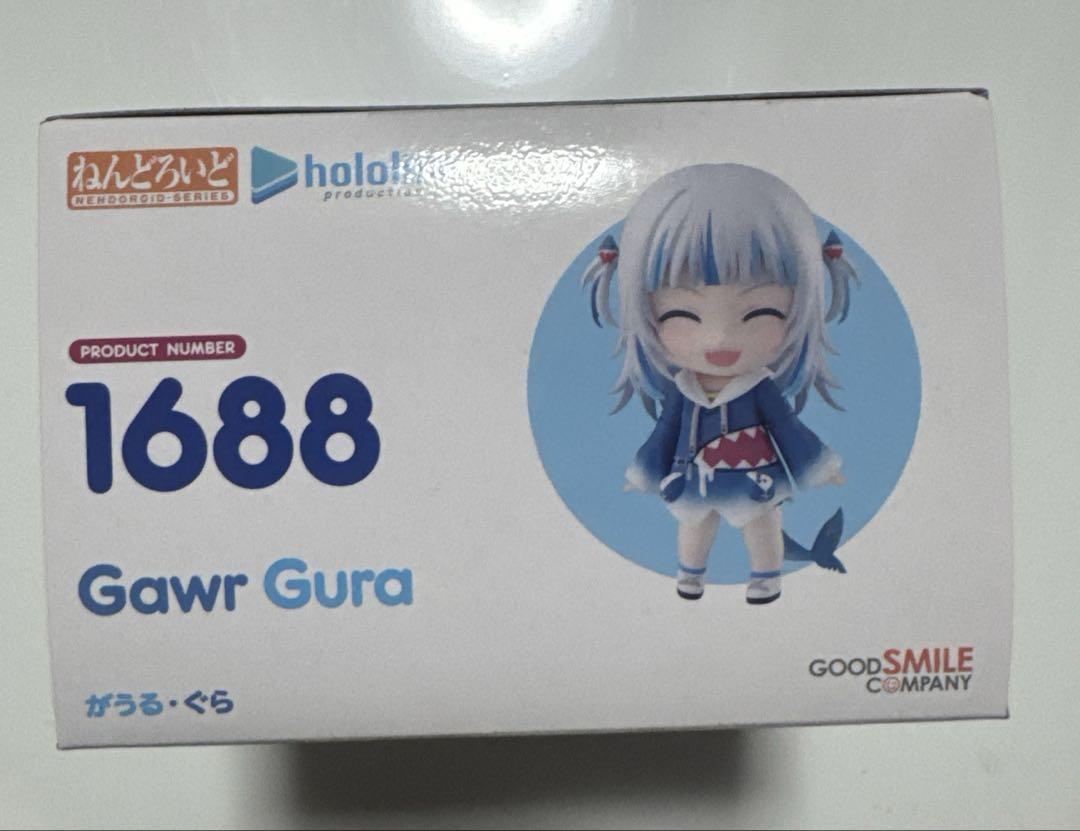 ねんどろいど
NENDOROID-SERIES
production
PRODUCT NUMBER
1688
Gawr Gura
がうる・ぐら
GOOD SMILE
COMPANY